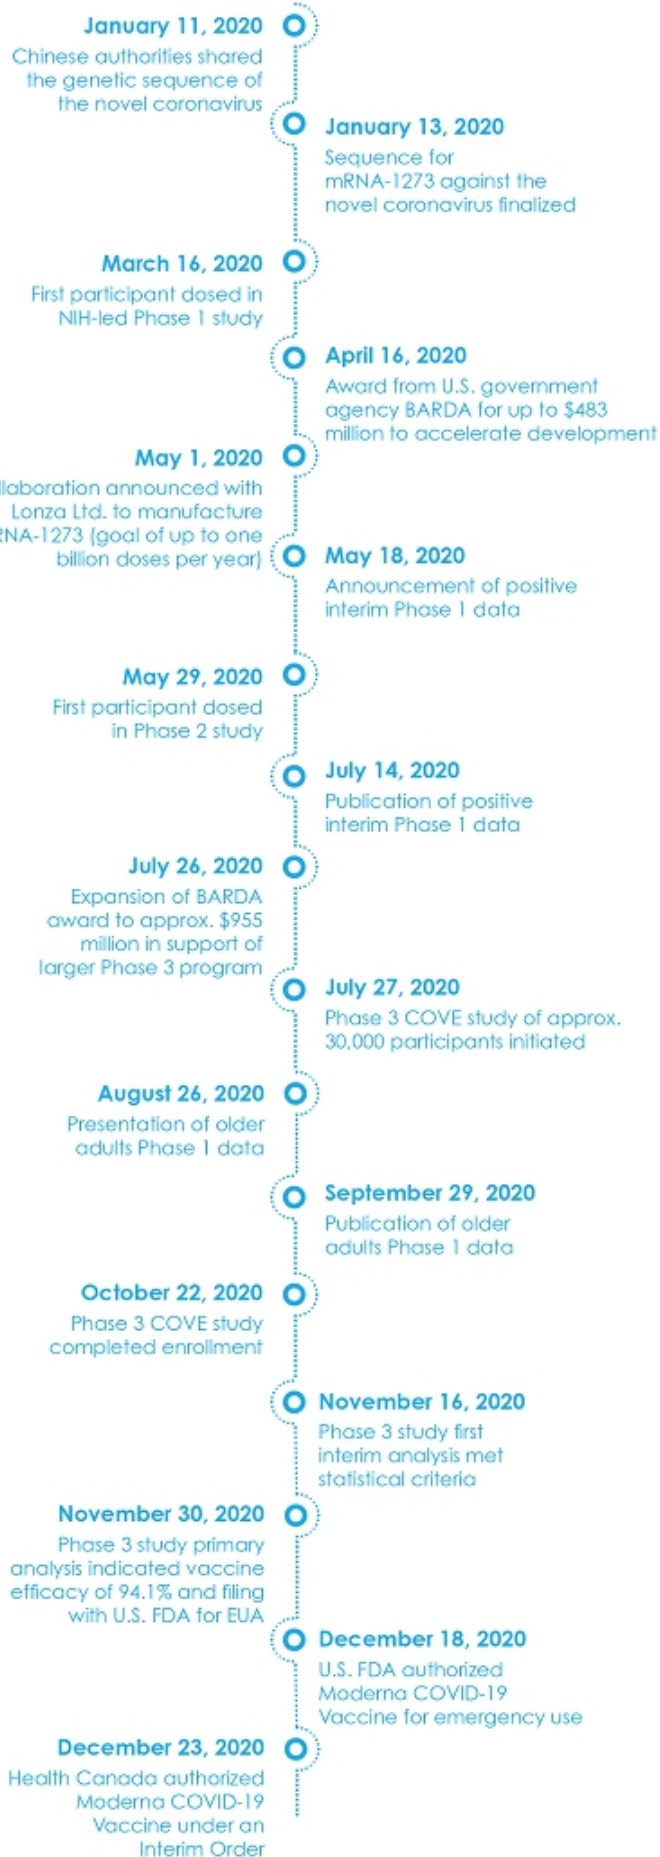 January 11, 2020
Chinese authorities shared
the genetic sequence of
the novel coronavirus
January 13, 2020
Sequence for
mRNA-1273 against the
novel coronavirus finalized
March 16, 2020
First participant dosed in
NIH-led Phase 1 study
April 16, 2020
Award from U.S. government
agency BARDA for up to $483
million to accelerate development
May 1, 2020
llaboration announced with
Lonza Ltd. to manufacture
RNA-1273 (goal of up to one
billion doses per year)
May 18, 2020
Announcement of positive
interim Phase 1 data
May 29, 2020
First participant dosed
in Phase 2 study
July 14, 2020
Publication of positive
interim Phase 1 data
July 26, 2020
Expansion of BARDA
award to approx. $955
million in support of
larger Phase 3 program
July 27, 2020
Phase 3 COVE study of approx.
30,000 participants initiated
August 26, 2020
Presentation of older
adults Phase 1 data
September 29, 2020
Publication of older
adults Phase 1 data
October 22, 2020
Phase 3 COVE study
completed enrollment
November 16, 2020
Phase 3 study first
interim analysis met
statistical criteria
November 30, 2020
Phase 3 study primary
analysis indicated vaccine
efficacy of 94.1% and filing
with U.S. FDA for EUA
December 18, 2020
U.S. FDA authorized
Moderna COVID-19
Vaccine for emergency use
December 23, 2020
Health Canada authorized
Moderna COVID-19
Vaccine under an
Interim Order